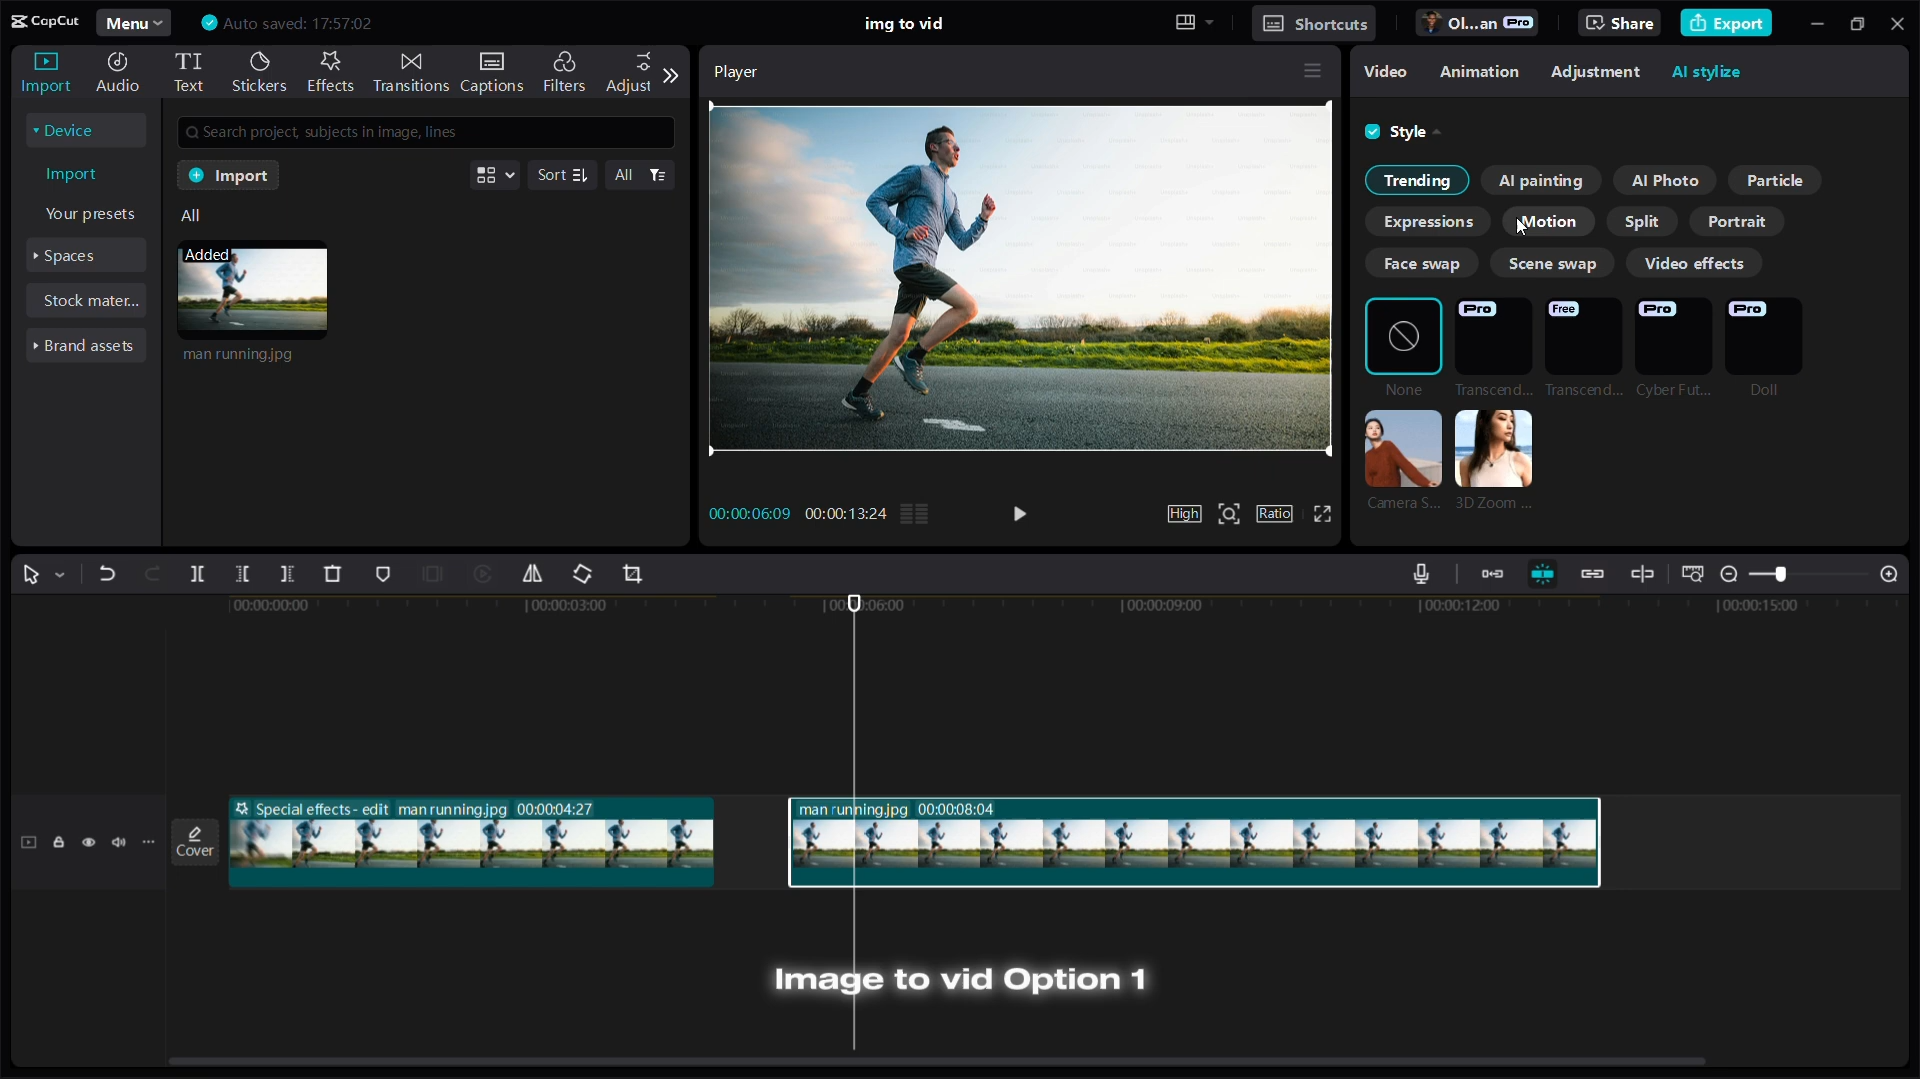 CapCut
Menu
Auto saved: 17:57:02
img to vid
Shortcuts
Ol...an Pro
Share
Export
Import
Audio
Text
Stickers
Effects
Transitions
Captions
Filters
Adjust
Device
Import
Your presets
Spaces
Stock mater...
Brand assets
Search project, subjects in image, lines
Import
Sort
All
All
Added
man running.jpg
Player
00:00:06:09 00:00:13:24
High
Ratio
Video
Animation
Adjustment
AI stylize
Style
Trending
AI painting
AI Photo
Particle
Expressions
Motion
Split
Portrait
Face swap
Scene swap
Video effects
None
Pro
Transcend...
Free
Transcend...
Pro
Cyber Fut...
Pro
Doll
Camera S...
3D Zoom ...
00:00:00:00
00:00:03:00
00:00:09:00
00:00:12:00
00:00:15:00
Cover
Special effects - edit man running.jpg 00:00:04:27
man running.jpg 00:00:08:04
Image to vid Option 1